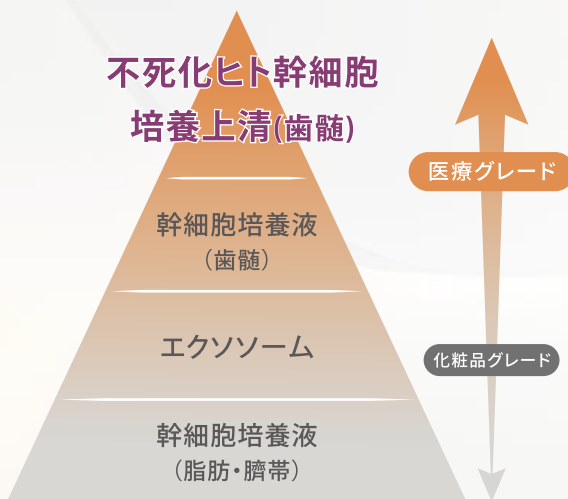 不死化ヒト幹細胞
培養上清(歯髄)
医療グレード
幹細胞培養液
（歯髄）
エクソソーム
化粧品グレード
幹細胞培養液
（脂肪・臍帯）